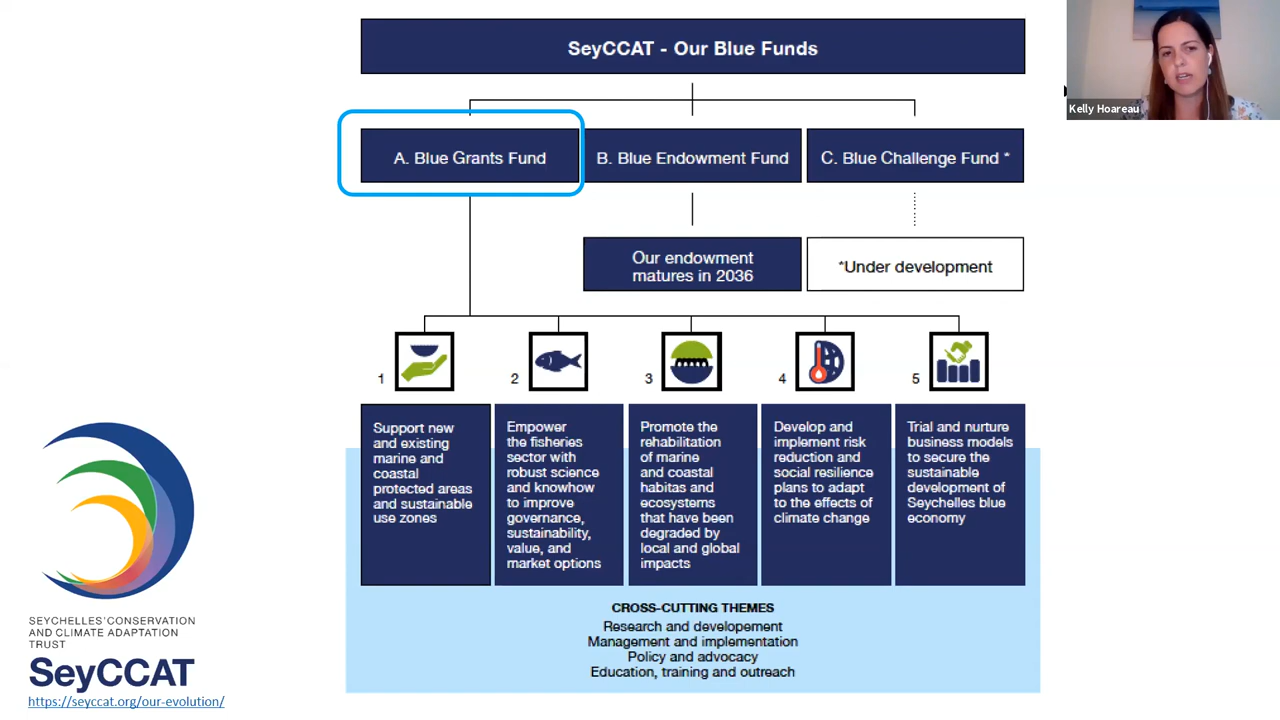 SeyCCAT - Our Blue Funds
Kelly Hoareau
A. Blue Grants Fund
B. Blue Endowment Fund
C. Blue Challenge Fund *
Our endowment
matures in 2036
*Under development
1
2
3
4
5
Support new
and existing
marine and
coastal
protected areas
and sustainable
use zones
Empower
the fisheries
sector with
robust science
and knowhow
to improve
governance,
sustainability,
value, and
market options
Promote the
rehabilitation
of marine
and coastal
habitas and
ecosystems
that have been
degraded by
local and global
impacts
Develop and
implement risk
reduction and
social resilience
plans to adapt
to the effects of
climate change
Trial and nurture
business models
to secure the
sustainable
development of
Seychelles blue
economy
CROSS-CUTTING THEMES
Research and developement
Management and implementation
Policy and advocacy
Education, training and outreach
SEYCHELLES' CONSERVATION
AND CLIMATE ADAPTATION
TRUST
SeyCCAT
https://seyccat.org/our-evolution/